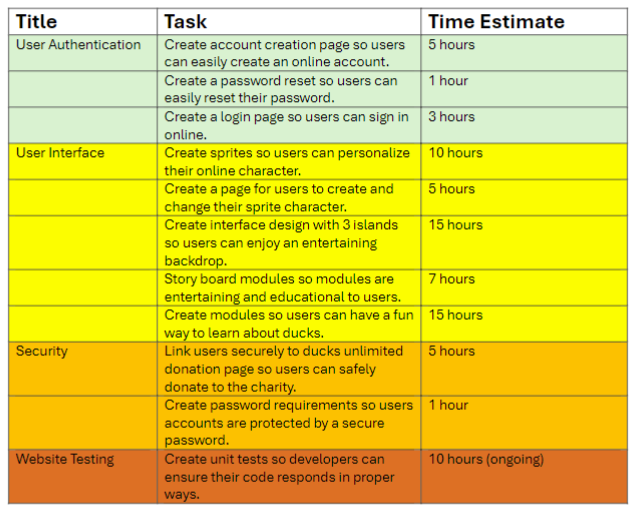 Title Task Time Estimate
User Authentication Create account creation page so users 5 hours
can easily create an online account.
Create a password reset so users can 1 hour
easily reset their password.
Create a login page so users can sign in 3 hours
online.
User Interface Create sprites so users can personalize 10 hours
their online character.
Create a page for users to create and 5 hours
change their sprite character.
Create interface design with 3 islands 15 hours
so users can enjoy an entertaining
backdrop.
Story board modules so modules are 7 hours
entertaining and educational to users.
Create modules so users can have a fun 15 hours
way to learn about ducks.
Security Link users securely to ducks unlimited 5 hours
donation page so users can safely
donate to the charity.
Create password requirements so users 1 hour
accounts are protected by a secure
password.
Website Testing Create unit tests so developers can 10 hours (ongoing)
ensure their code responds in proper
ways.